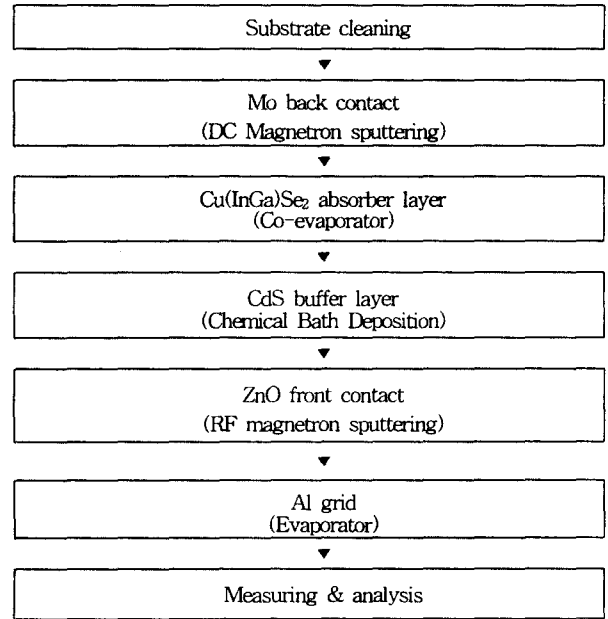 Substrate cleaning
Mo back contact
(DC Magnetron sputtering)
Cu(InGa)Se₂ absorber layer
(Co-evaporator)
CdS buffer layer
(Chemical Bath Deposition)
ZnO front contact
(RF magnetron sputtering)
Al grid
(Evaporator)
Measuring & analysis